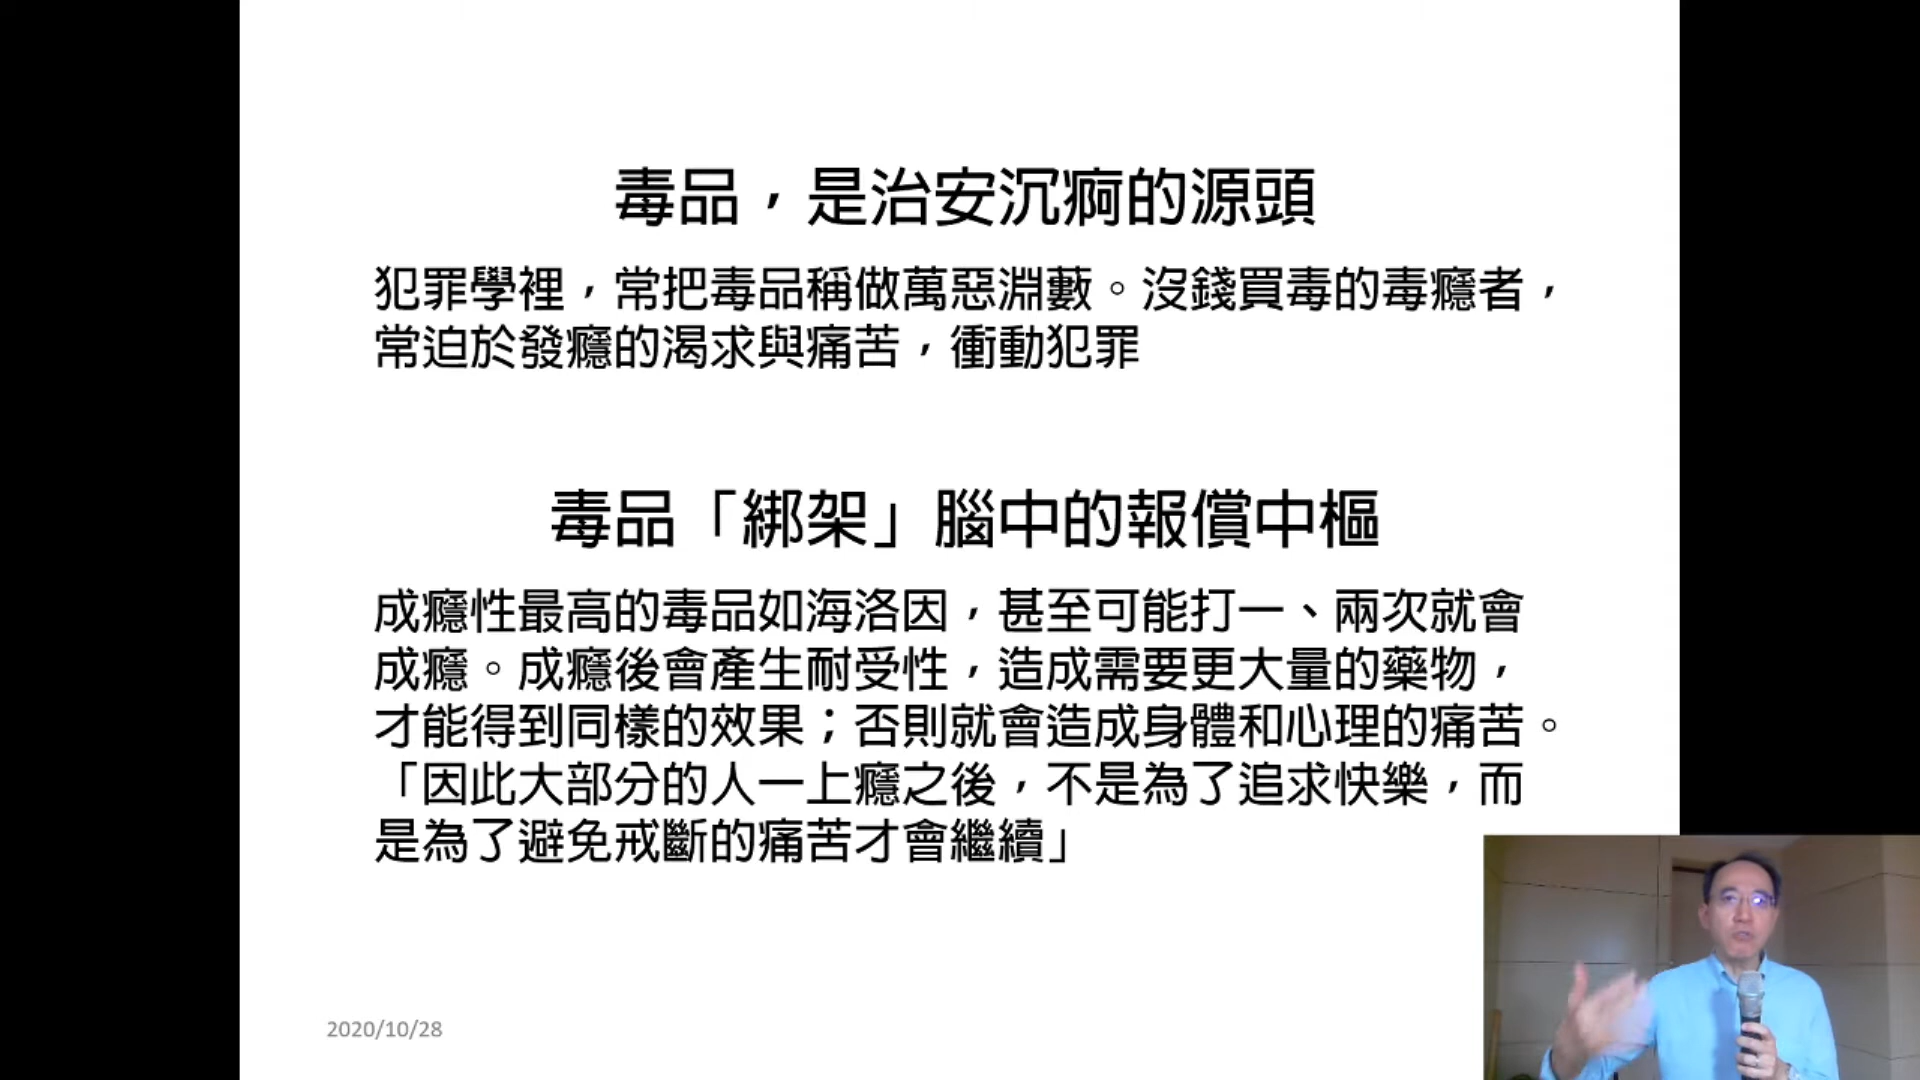 毒品，是治安沉痾的源頭
犯罪學裡，常把毒品稱做萬惡淵藪。沒錢買毒的毒癮者，
常迫於發癮的渴求與痛苦，衝動犯罪
毒品「綁架」腦中的報償中樞
成癮性最高的毒品如海洛因，甚至可能打一、兩次就會
成癮。成癮後會產生耐受性，造成需要更大量的藥物，
才能得到同樣的效果；否則就會造成身體和心理的痛苦。
「因此大部分的人一上癮之後，不是為了追求快樂，而
是為了避免戒斷的痛苦才會繼續」
2020/10/28